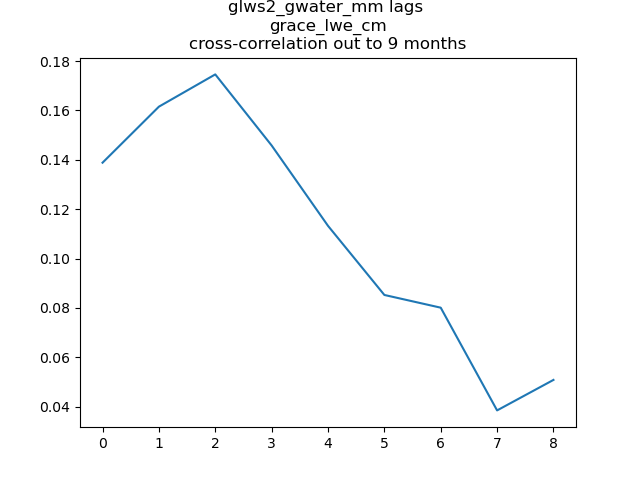 glws2_gwater_mm lags
grace_lwe_cm
cross-correlation out to 9 months
0.18
0.16
0.14
0.12
0.10
0.08
0.06
0.04
0 1 2 3 4 5 6 7 8